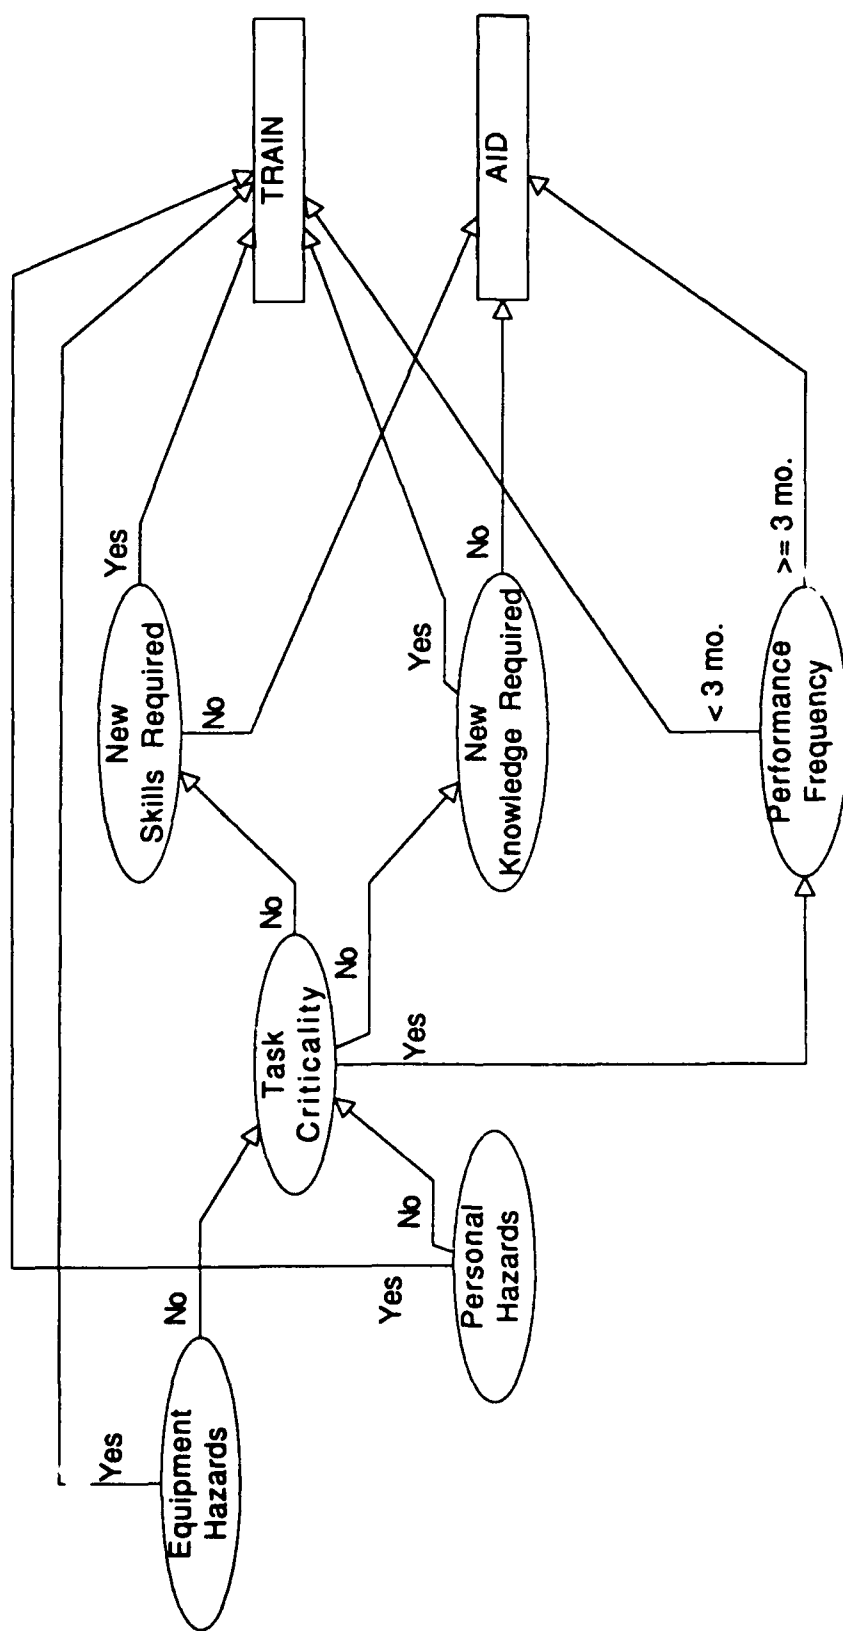 Equipment
Hazards
Yes
No
Personal
Hazards
Yes
No
Task
Criticality
No
No
Yes
New
Skills Required
Yes
No
New
Knowledge Required
Yes
No
Performance
Frequency
< 3 mo.
>= 3 mo.
TRAIN
AID